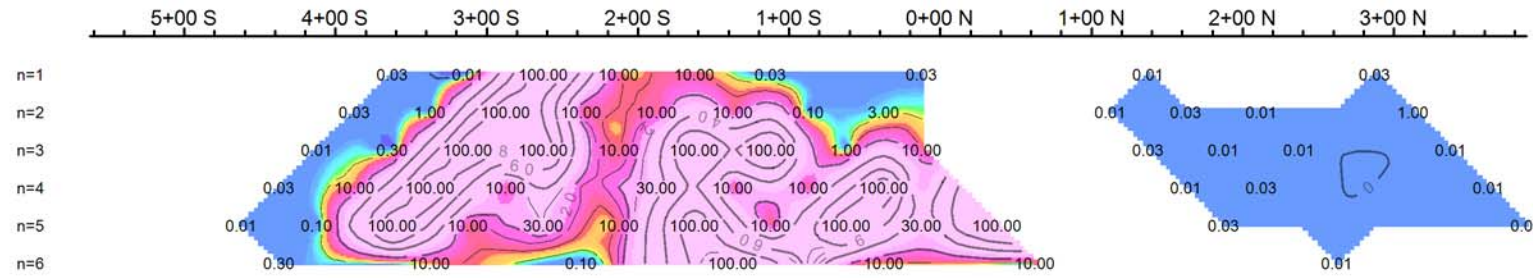 5+00 S 4+00 S 3+00 S 2+00 S 1+00 S 0+00 N 1+00 N 2+00 N 3+00 N
n=1 0.03 0.01 100.00 10.00 10.00 0.03 0.03 0.01 0.03
n=2 0.03 1.00 100.00 10.00 10.00 10.00 0.10 3.00 0.01 0.03 0.01 1.00
n=3 0.01 0.30 100.00 100.00 10.00 100.00 100.00 1.00 10.00 0.03 0.01 0.01 0.01
n=4 0.03 10.00 100.00 10.00 30.00 10.00 10.00 100.00 0.01 0.03 0.01
n=5 0.01 0.10 100.00 10.00 30.00 10.00 100.00 10.00 100.00 30.00 100.00 0.03 0.0
n=6 0.30 10.00 0.10 100.00 10.00 10.00 0.01